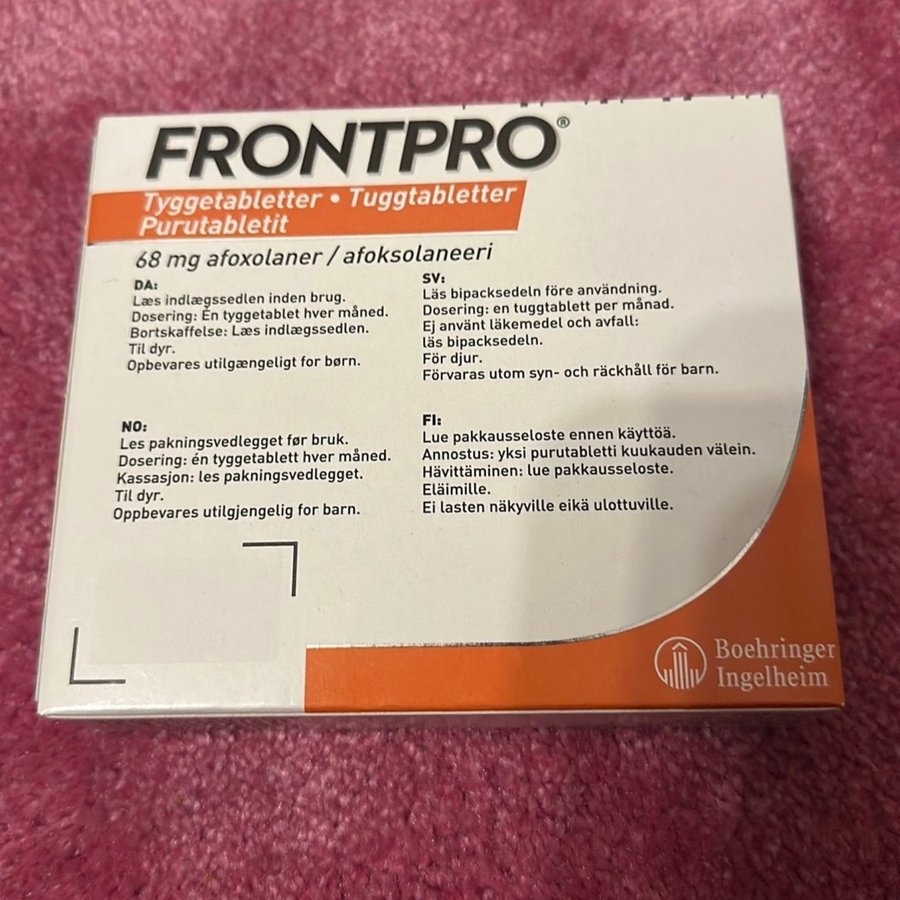 FRONTPRO®
Tyggetabletter • Tuggtabletter
Purutabletit
68 mg afoxolaner / afoksolaneeri
DA:
Læs indlægssedlen inden brug.
Dosering: Én tyggetablet hver måned.
Bortskaffelse: Læs indlægssedlen.
Til dyr.
Opbevares utilgængeligt for børn.
SV:
Läs bipacksedeln före användning.
Dosering: en tuggtablett per månad.
Ej använt läkemedel och avfall:
läs bipacksedeln.
För djur.
Förvaras utom syn- och räckhåll för barn.
NO:
Les pakningsvedlegget før bruk.
Dosering: én tyggetablett hver måned.
Kassasjon: les pakningsvedlegget.
Til dyr.
Oppbevares utilgjengelig for barn.
FI:
Lue pakkausseloste ennen käyttöä.
Annostus: yksi purutabletti kuukauden välein.
Hävittäminen: lue pakkausseloste.
Eläimille.
Ei lasten näkyville eikä ulottuville.
Boehringer
Ingelheim